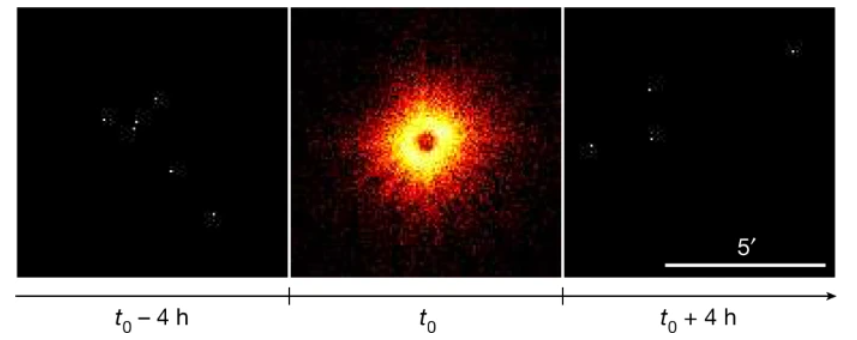 5′
t₀ – 4 h
t₀
t₀ + 4 h